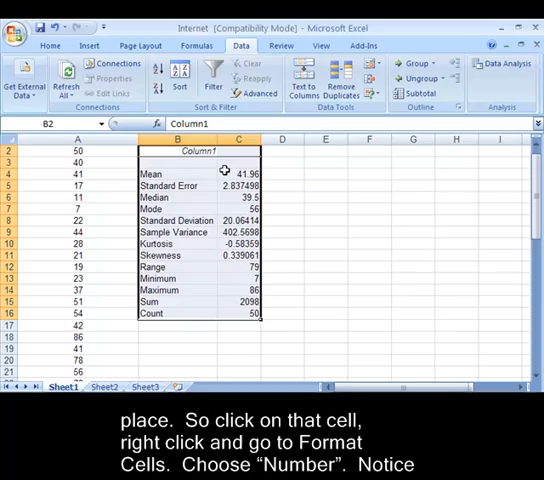 Internet [Compatibility Mode] - Microsoft Excel
Home Insert Page Layout Formulas Data Review View Add-Ins
Get External Data
Refresh All
Connections
Properties
Edit Links
Connections
Sort
Filter
Clear
Reapply
Advanced
Sort & Filter
Text to Columns
Remove Duplicates
Data Tools
Group
Ungroup
Subtotal
Outline
Data Analysis
Analysis
B2 fx Column1
A B C D E F G H I
2 50 Column1
3 40
4 41 Mean 41.96
5 17 Standard Error 2.837498
6 11 Median 39.5
7 7 Mode 56
8 22 Standard Deviation 20.06414
9 44 Sample Variance 402.5698
10 28 Kurtosis -0.58359
11 21 Skewness 0.339061
12 19 Range 79
13 23 Minimum 7
14 37 Maximum 86
15 51 Sum 2098
16 54 Count 50
17 42
18 86
19 41
20 78
21 56
Sheet1 Sheet2 Sheet3
place. So click on that cell,
right click and go to Format
Cells. Choose “Number”. Notice